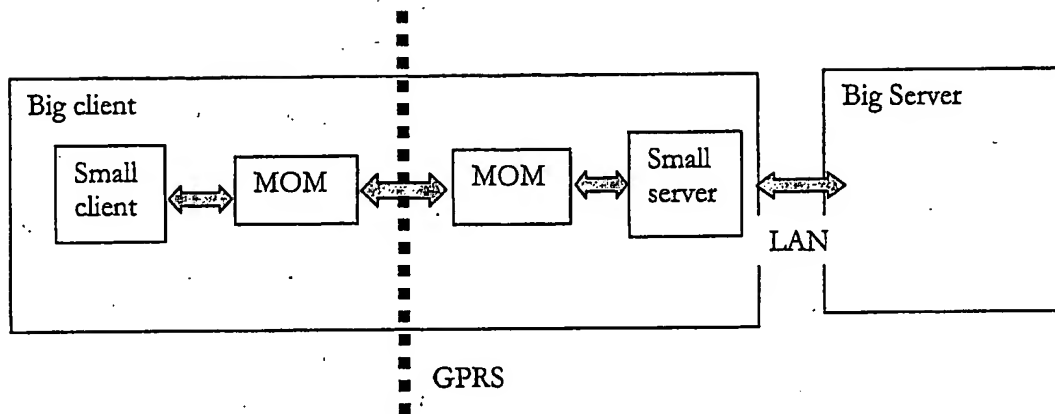 Big client
Big Server
Small
client
MOM
MOM
Small
server
LAN
GPRS